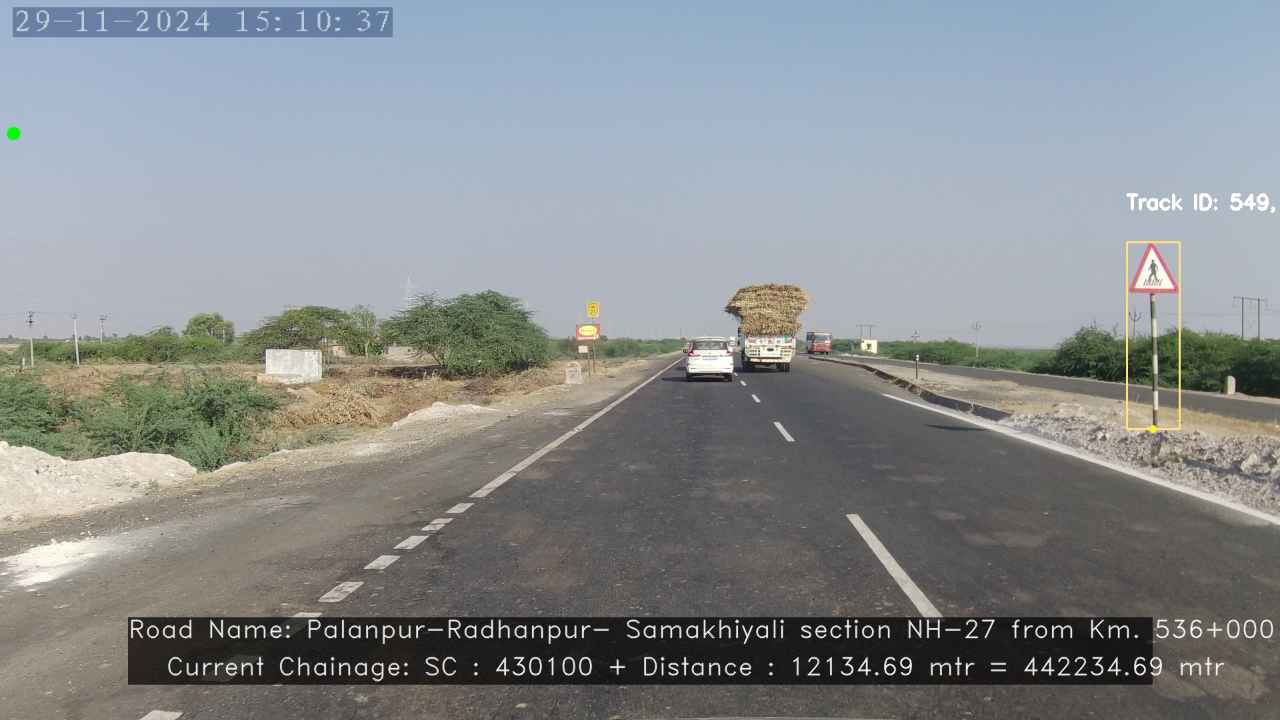 29-11-2024 15:10:37
Track ID: 549,
Road Name: Palanpur-Radhanpur- Samakhiyali section NH-27 from Km. 536+000
Current Chainage: SC : 430100 + Distance : 12134.69 mtr = 442234.69 mtr